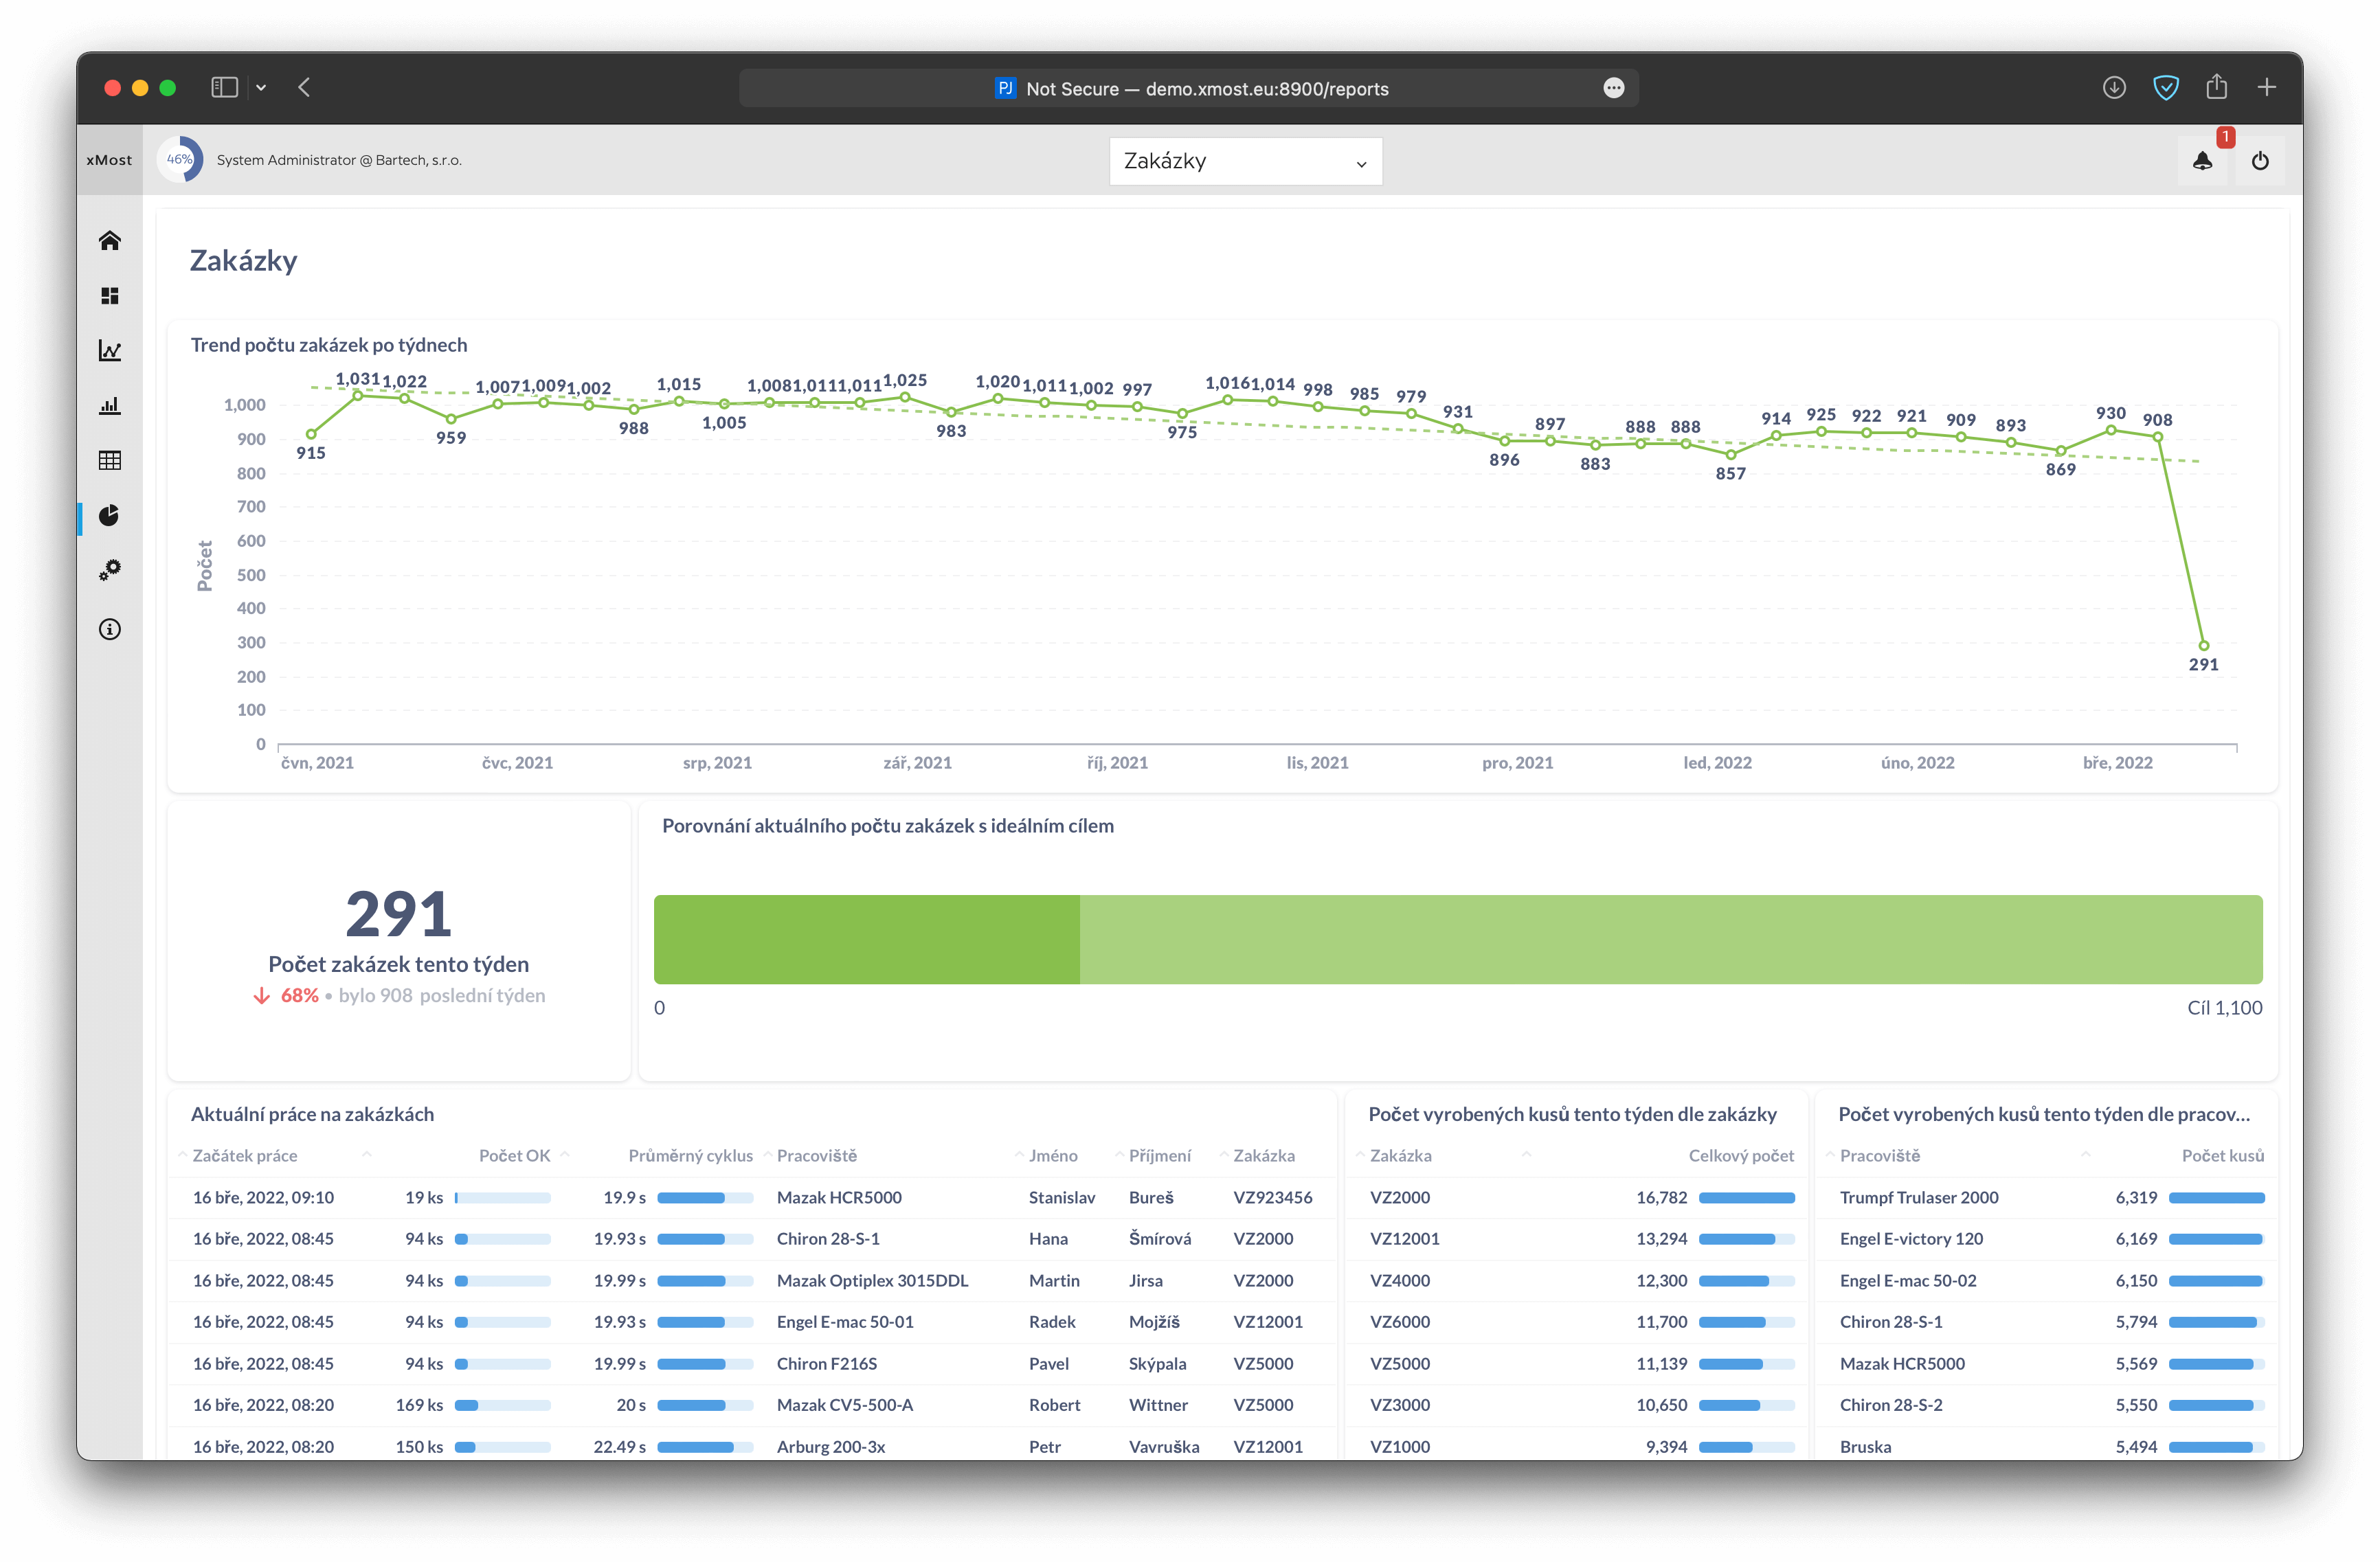 PJ Not Secure — demo.xmost.eu:8900/reports
xMost 46% System Administrator @ Bartech, s.r.o. Zakázky 1
Zakázky
Trend počtu zakázek po týdnech
1,031 1,022 959 1,007 1,009 1,002 988 1,015 1,005 1,008 1,011 1,011 1,025 983 1,020 1,011 1,002 997 975 1,016 1,014 998 985 979 931 896 897 883 888 888 857 914 925 922 921 909 893 869 930 908
915
291
1,000
900
800
700
600
500
400
300
200
100
0
Počet
čvn, 2021 čvc, 2021 srp, 2021 zář, 2021 říj, 2021 lis, 2021 pro, 2021 led, 2022 úno, 2022 bře, 2022
291
Počet zakázek tento týden
68% • bylo 908 poslední týden
Porovnání aktuálního počtu zakázek s ideálním cílem
0 Cíl 1,100
Aktuální práce na zakázkách
Začátek práce Počet OK Průměrný cyklus Pracoviště Jméno Příjmení Zakázka
16 bře, 2022, 09:10 19 ks 19.9 s Mazak HCR5000 Stanislav Bureš VZ923456
16 bře, 2022, 08:45 94 ks 19.93 s Chiron 28-S-1 Hana Šmírová VZ2000
16 bře, 2022, 08:45 94 ks 19.99 s Mazak Optiplex 3015DDL Martin Jirsa VZ2000
16 bře, 2022, 08:45 94 ks 19.93 s Engel E-mac 50-01 Radek Mojžíš VZ12001
16 bře, 2022, 08:45 94 ks 19.99 s Chiron F216S Pavel Skýpala VZ5000
16 bře, 2022, 08:20 169 ks 20 s Mazak CV5-500-A Robert Wittner VZ5000
16 bře, 2022, 08:20 150 ks 22.49 s Arburg 200-3x Petr Vavruška VZ12001
Počet vyrobených kusů tento týden dle zakázky
Zakázka Celkový počet
VZ2000 16,782
VZ12001 13,294
VZ4000 12,300
VZ6000 11,700
VZ5000 11,139
VZ3000 10,650
VZ1000 9,394
Počet vyrobených kusů tento týden dle pracov...
Pracoviště Počet kusů
Trumpf Trulaser 2000 6,319
Engel E-victory 120 6,169
Engel E-mac 50-02 6,150
Chiron 28-S-1 5,794
Mazak HCR5000 5,569
Chiron 28-S-2 5,550
Bruska 5,494